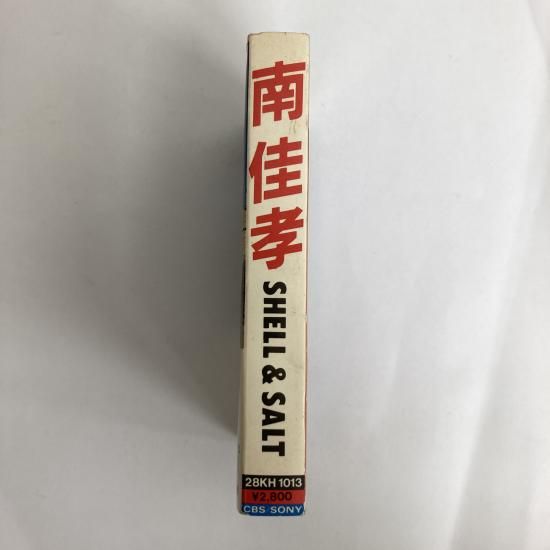 南佳孝
SHELL & SALT
28KH 1013
¥2,800
CBS SONY